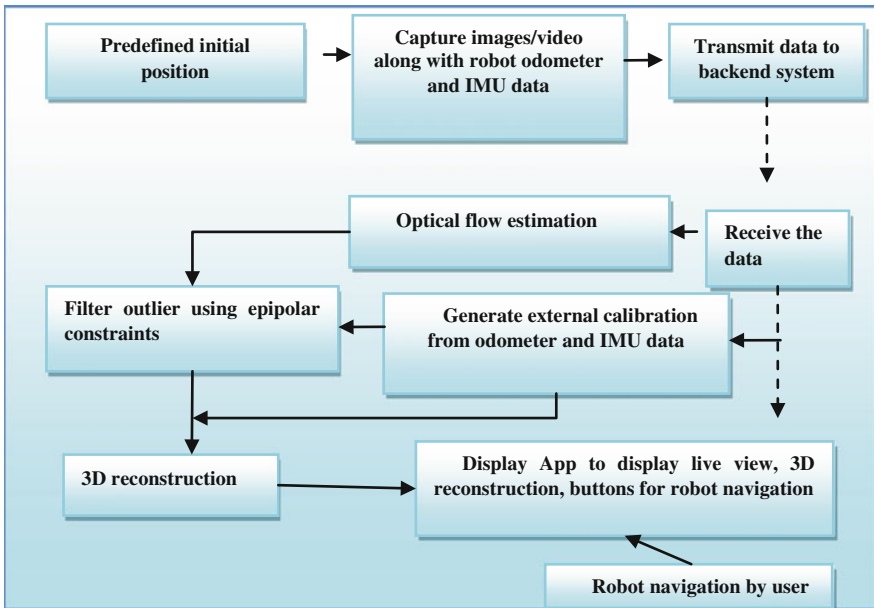 Predefined initial
position
Capture images/video
along with robot odometer
and IMU data
Transmit data to
backend system
Optical flow estimation
Receive the
data
Filter outlier using epipolar
constraints
Generate external calibration
from odometer and IMU data
3D reconstruction
Display App to display live view, 3D
reconstruction, buttons for robot navigation
Robot navigation by user